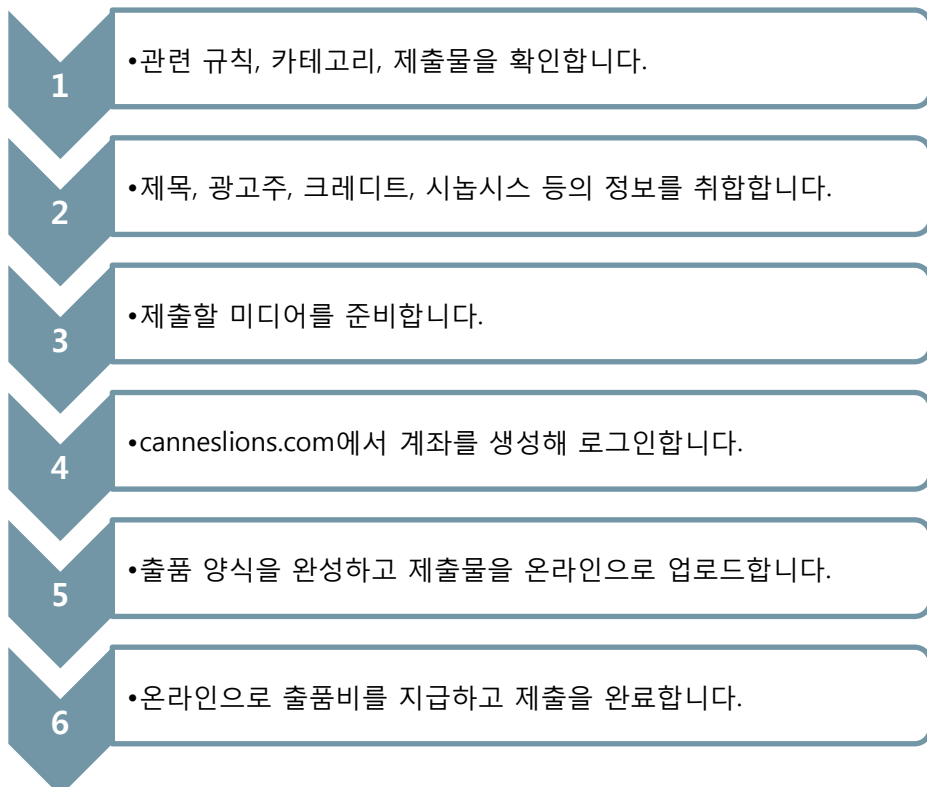 1
•관련 규칙, 카테고리, 제출물을 확인합니다.
2
•제목, 광고주, 크레디트, 시놉시스 등의 정보를 취합합니다.
3
•제출할 미디어를 준비합니다.
4
•canneslions.com에서 계좌를 생성해 로그인합니다.
5
•출품 양식을 완성하고 제출물을 온라인으로 업로드합니다.
6
•온라인으로 출품비를 지급하고 제출을 완료합니다.